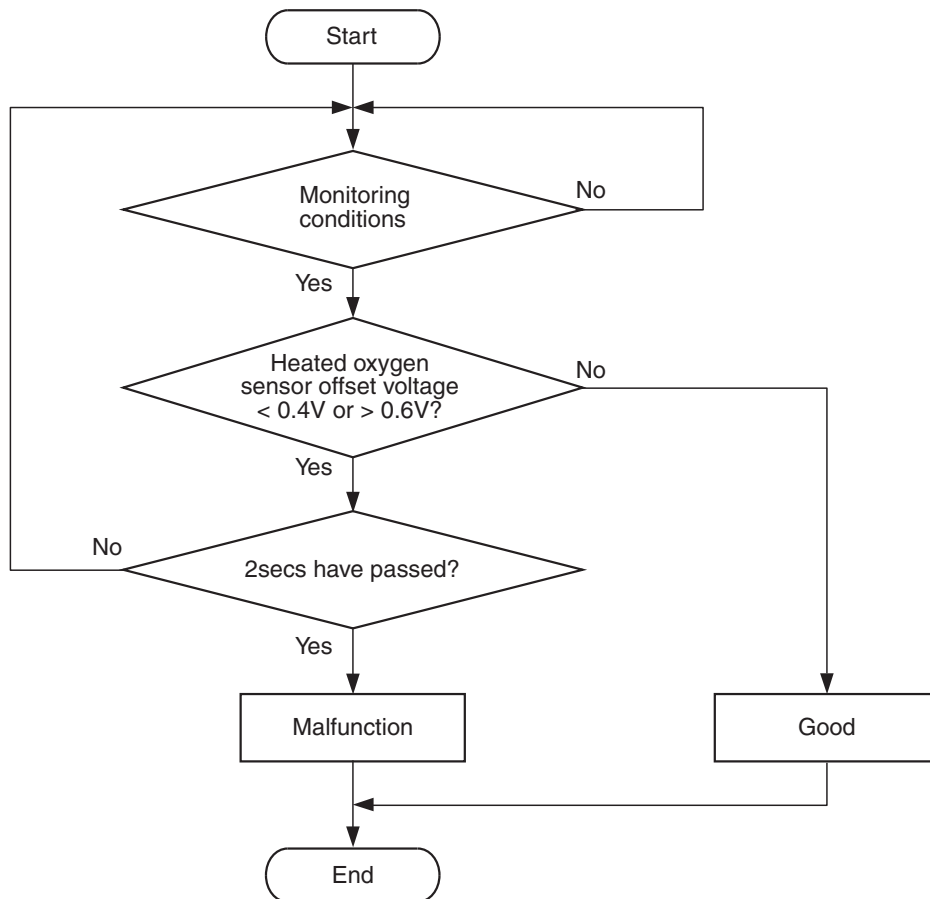 Start
Monitoring
conditions
No
Yes
Heated oxygen
sensor offset voltage
< 0.4V or > 0.6V?
No
Yes
No
2secs have passed?
Yes
Malfunction
Good
End